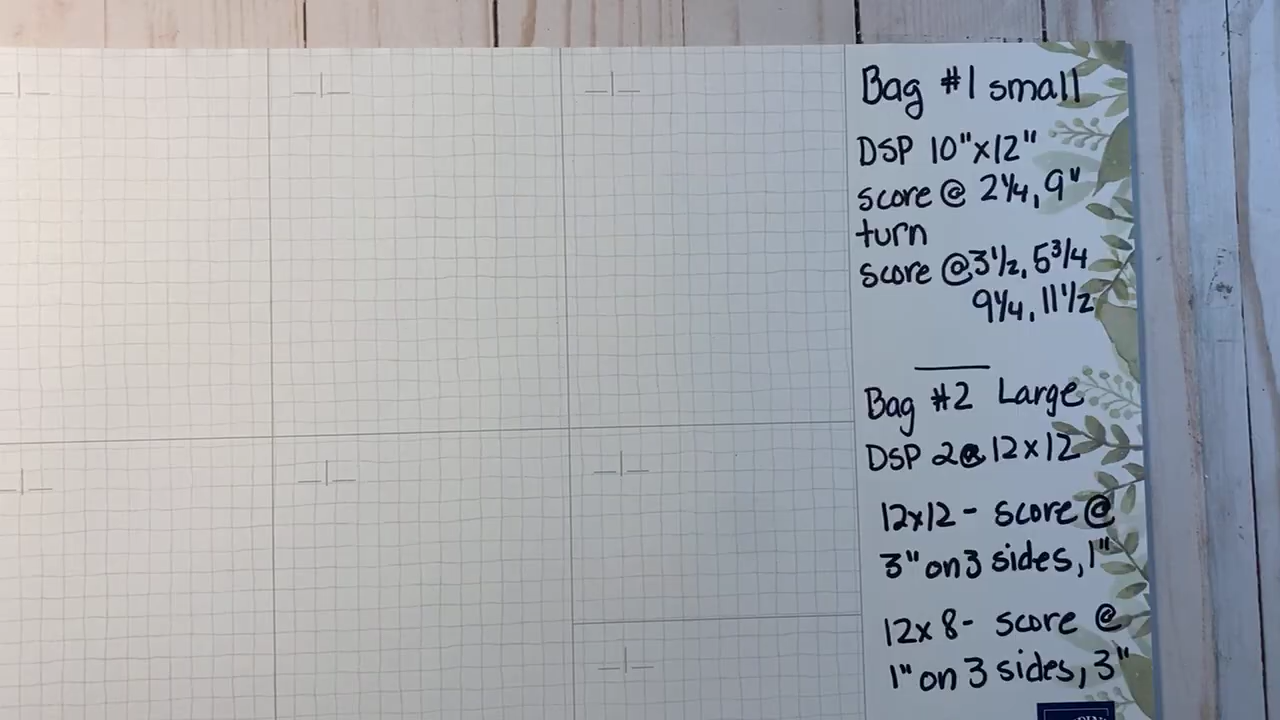 Bag #1 small
DSP 10"x12"
score @ 2¼, 9"
turn
score @3½, 5¾
9¼, 11½
Bag #2 Large
DSP 2@ 12x12
12x12 - score @
3" on 3 sides, 1"
12x8- score @
1" on 3 sides, 3"